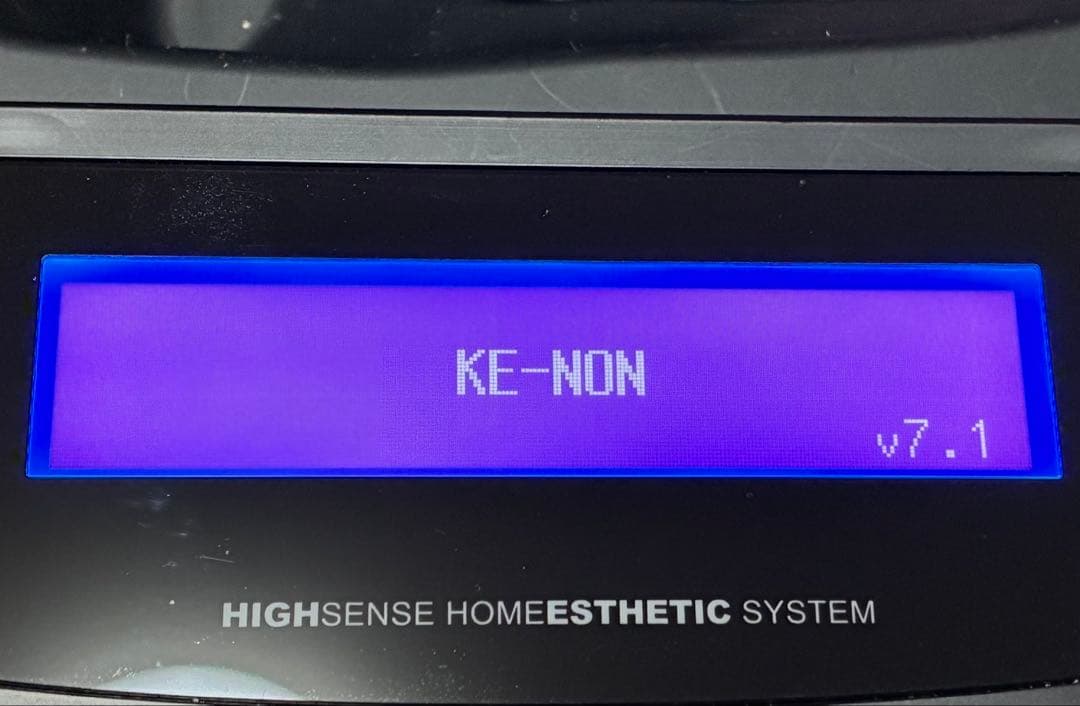 KE-NON
v7.1
HIGHSENSE HOMEESTHETIC SYSTEM